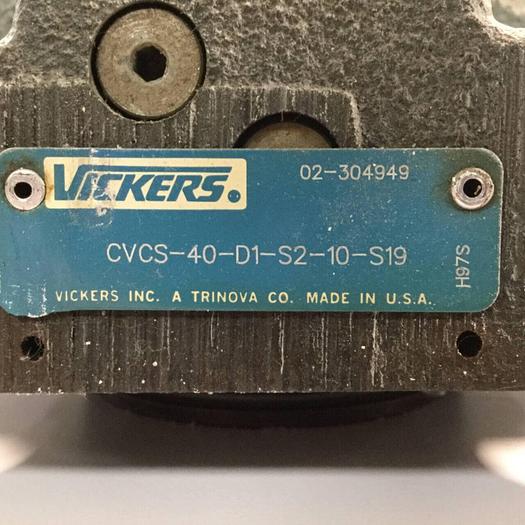 VICKERS.
02-304949
CVCS-40-D1-S2-10-S19
H97S
VICKERS INC. A TRINOVA CO. MADE IN U.S.A.